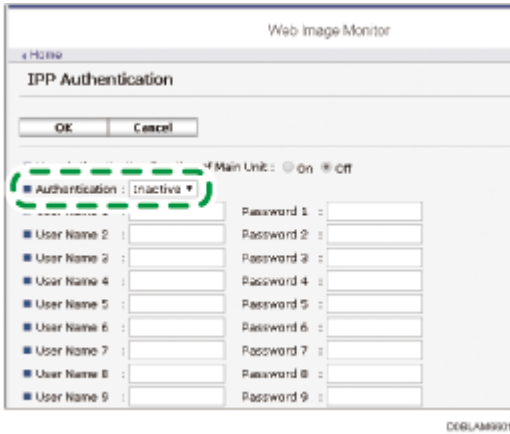 Web Image Monitor
Home
IPP Authentication
OK Cancel
of Main Unit : On Off
Authentication : Inactive
Password 1 :
User Name 2 : Password 2 :
User Name 3 : Password 3 :
User Name 4 : Password 4 :
User Name 5 : Password 5 :
User Name 6 : Password 6 :
User Name 7 : Password 7 :
User Name 8 : Password 8 :
User Name 9 : Password 9 :